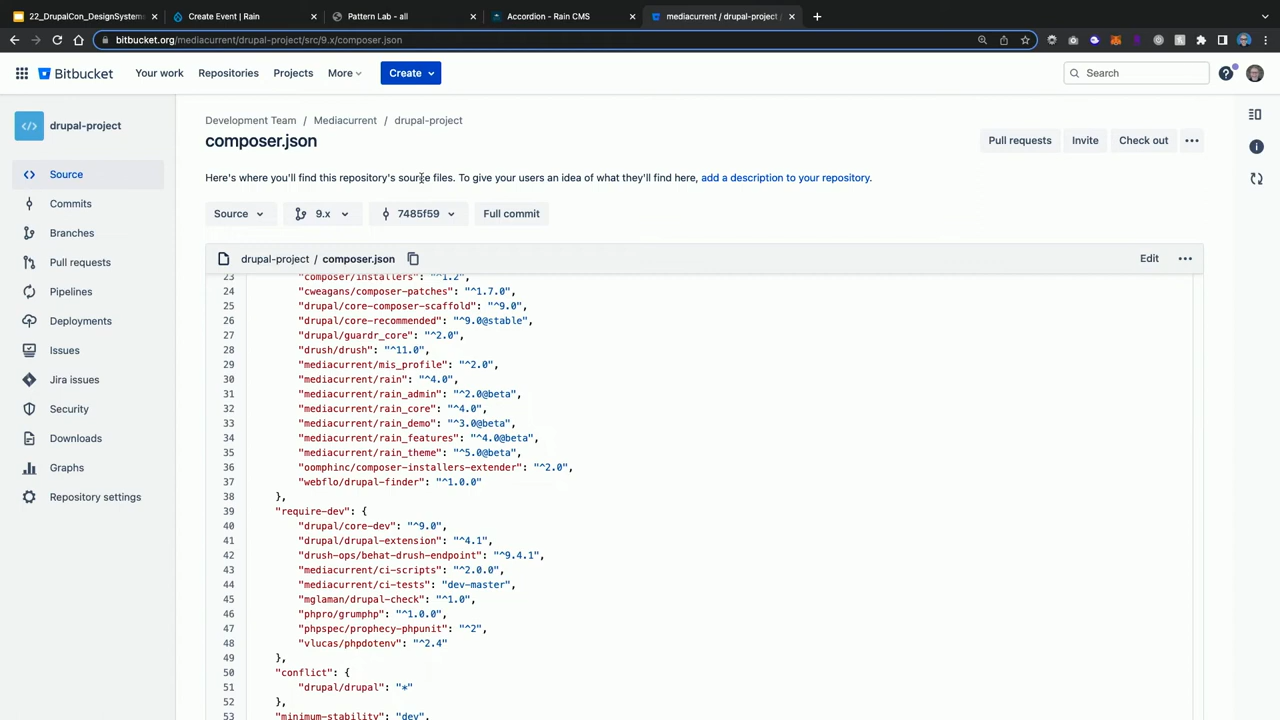 22_DrupalCon_DesignSystem
Create Event | Rain
Pattern Lab - all
Accordion - Rain CMS
mediacurrent / drupal-project /
bitbucket.org/mediacurrent/drupal-project/src/9.x/composer.json
Bitbucket
Your work
Repositories
Projects
More
Create
Search
drupal-project
Source
Commits
Branches
Pull requests
Pipelines
Deployments
Issues
Jira issues
Security
Downloads
Graphs
Repository settings
Development Team / Mediacurrent / drupal-project
composer.json
Pull requests
Invite
Check out
Here's where you'll find this repository's source files. To give your users an idea of what they'll find here, add a description to your repository.
Source
9.x
7485f59
Full commit
drupal-project / composer.json
Edit
23 "composer/installers": "^1.2",
24 "cweagans/composer-patches": "^1.7.0",
25 "drupal/core-composer-scaffold": "^9.0",
26 "drupal/core-recommended": "^9.0@stable",
27 "drupal/guardr_core": "^2.0",
28 "drush/drush": "^11.0",
29 "mediacurrent/mis_profile": "^2.0",
30 "mediacurrent/rain": "^4.0",
31 "mediacurrent/rain_admin": "^2.0@beta",
32 "mediacurrent/rain_core": "^4.0",
33 "mediacurrent/rain_demo": "^3.0@beta",
34 "mediacurrent/rain_features": "^4.0@beta",
35 "mediacurrent/rain_theme": "^5.0@beta",
36 "oomphinc/composer-installers-extender": "^2.0",
37 "webflo/drupal-finder": "^1.0.0"
38 },
39 "require-dev": {
40 "drupal/core-dev": "^9.0",
41 "drupal/drupal-extension": "^4.1",
42 "drush-ops/behat-drush-endpoint": "^9.4.1",
43 "mediacurrent/ci-scripts": "^2.0.0",
44 "mediacurrent/ci-tests": "dev-master",
45 "mglaman/drupal-check": "^1.0",
46 "phpro/grumphp": "^1.0.0",
47 "phpspec/prophecy-phpunit": "^2",
48 "vlucas/phpdotenv": "^2.4"
49 },
50 "conflict": {
51 "drupal/drupal": "*"
52 },
53 "minimum-stability": "dev",